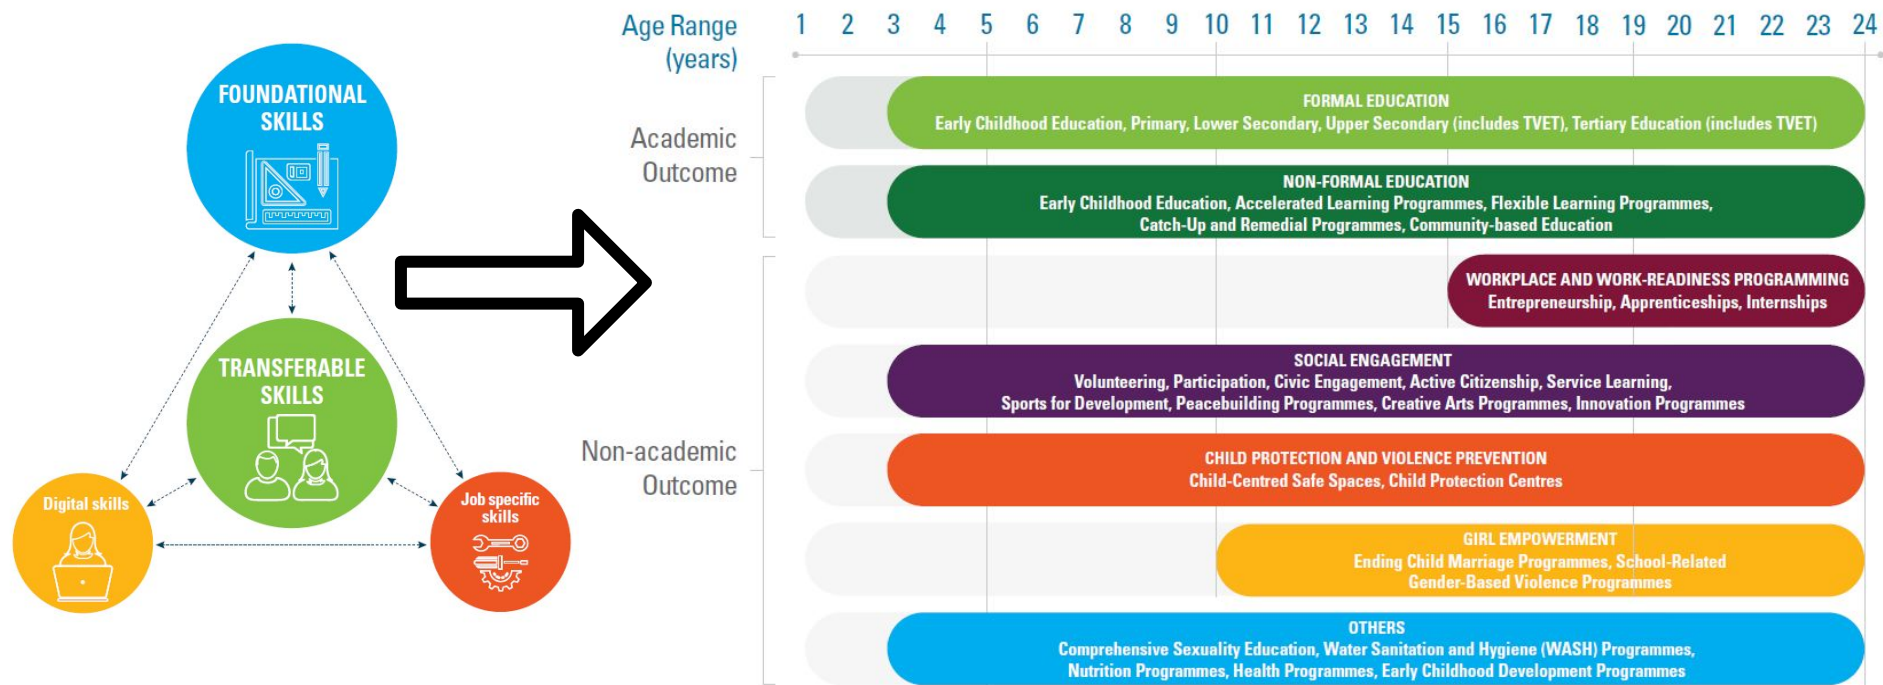 FOUNDATIONAL
SKILLS
TRANSFERABLE
SKILLS
Digital skills
Job specific
skills
Age Range
(years)
1 2 3 4 5 6 7 8 9 10 11 12 13 14 15 16 17 18 19 20 21 22 23 24
Academic
Outcome
FORMAL EDUCATION
Early Childhood Education, Primary, Lower Secondary, Upper Secondary (includes TVET), Tertiary Education (includes TVET)
NON-FORMAL EDUCATION
Early Childhood Education, Accelerated Learning Programmes, Flexible Learning Programmes,
Catch-Up and Remedial Programmes, Community-based Education
Non-academic
Outcome
WORKPLACE AND WORK-READINESS PROGRAMMING
Entrepreneurship, Apprenticeships, Internships
SOCIAL ENGAGEMENT
Volunteering, Participation, Civic Engagement, Active Citizenship, Service Learning,
Sports for Development, Peacebuilding Programmes, Creative Arts Programmes, Innovation Programmes
CHILD PROTECTION AND VIOLENCE PREVENTION
Child-Centred Safe Spaces, Child Protection Centres
GIRL EMPOWERMENT
Ending Child Marriage Programmes, School-Related
Gender-Based Violence Programmes
OTHERS
Comprehensive Sexuality Education, Water Sanitation and Hygiene (WASH) Programmes,
Nutrition Programmes, Health Programmes, Early Childhood Development Programmes